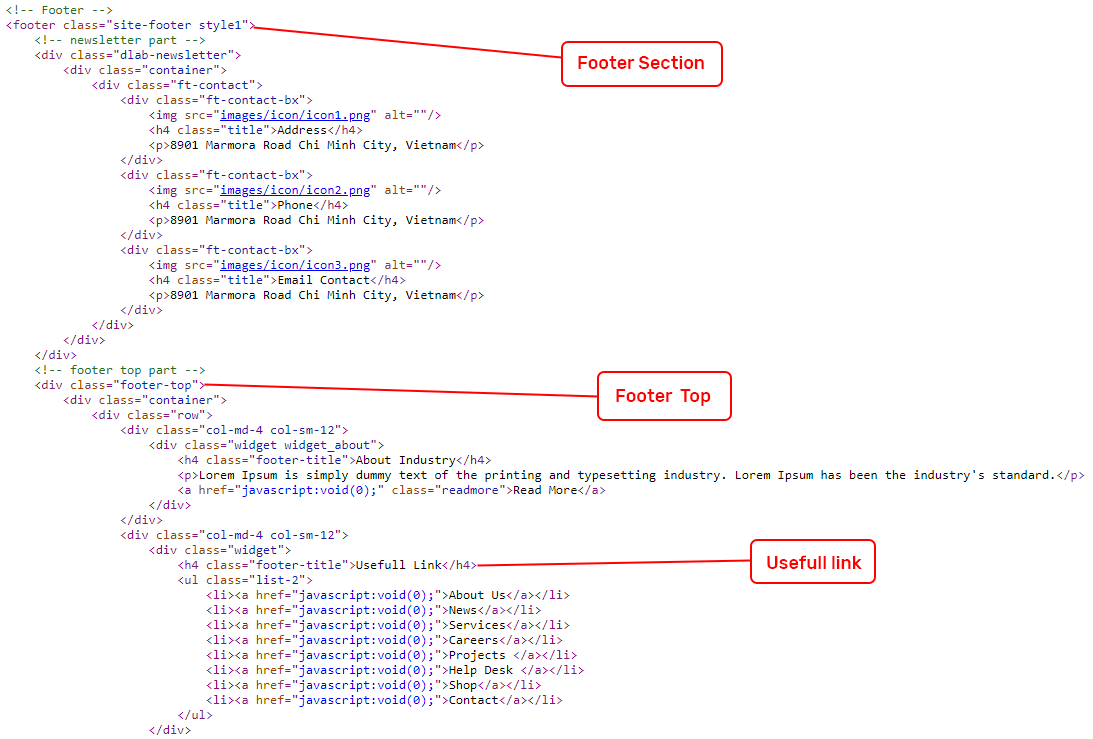 <!-- Footer -->
<footer class="site-footer style1">
    <!-- newsletter part -->
Footer Section
    <div class="dlab-newsletter">
        <div class="container">
            <div class="ft-contact">
                <div class="ft-contact-bx">
                    <img src="images/icon/icon1.png" alt=""/>
                    <h4 class="title">Address</h4>
                    <p>8901 Marmora Road Chi Minh City, Vietnam</p>
                </div>
                <div class="ft-contact-bx">
                    <img src="images/icon/icon2.png" alt=""/>
                    <h4 class="title">Phone</h4>
                    <p>8901 Marmora Road Chi Minh City, Vietnam</p>
                </div>
                <div class="ft-contact-bx">
                    <img src="images/icon/icon3.png" alt=""/>
                    <h4 class="title">Email Contact</h4>
                    <p>8901 Marmora Road Chi Minh City, Vietnam</p>
                </div>
            </div>
        </div>
    </div>
    <!-- footer top part -->
    <div class="footer-top">
Footer Top
        <div class="container">
            <div class="row">
                <div class="col-md-4 col-sm-12">
                    <div class="widget widget_about">
                        <h4 class="footer-title">About Industry</h4>
                        <p>Lorem Ipsum is simply dummy text of the printing and typesetting industry. Lorem Ipsum has been the industry's standard.</p>
                        <a href="javascript:void(0);" class="readmore">Read More</a>
                    </div>
                </div>
                <div class="col-md-4 col-sm-12">
                    <div class="widget">
                        <h4 class="footer-title">Usefull Link</h4>
Usefull link
                        <ul class="list-2">
                            <li><a href="javascript:void(0);">About Us</a></li>
                            <li><a href="javascript:void(0);">News</a></li>
                            <li><a href="javascript:void(0);">Services</a></li>
                            <li><a href="javascript:void(0);">Careers</a></li>
                            <li><a href="javascript:void(0);">Projects </a></li>
                            <li><a href="javascript:void(0);">Help Desk </a></li>
                            <li><a href="javascript:void(0);">Shop</a></li>
                            <li><a href="javascript:void(0);">Contact</a></li>
                        </ul>
                    </div>